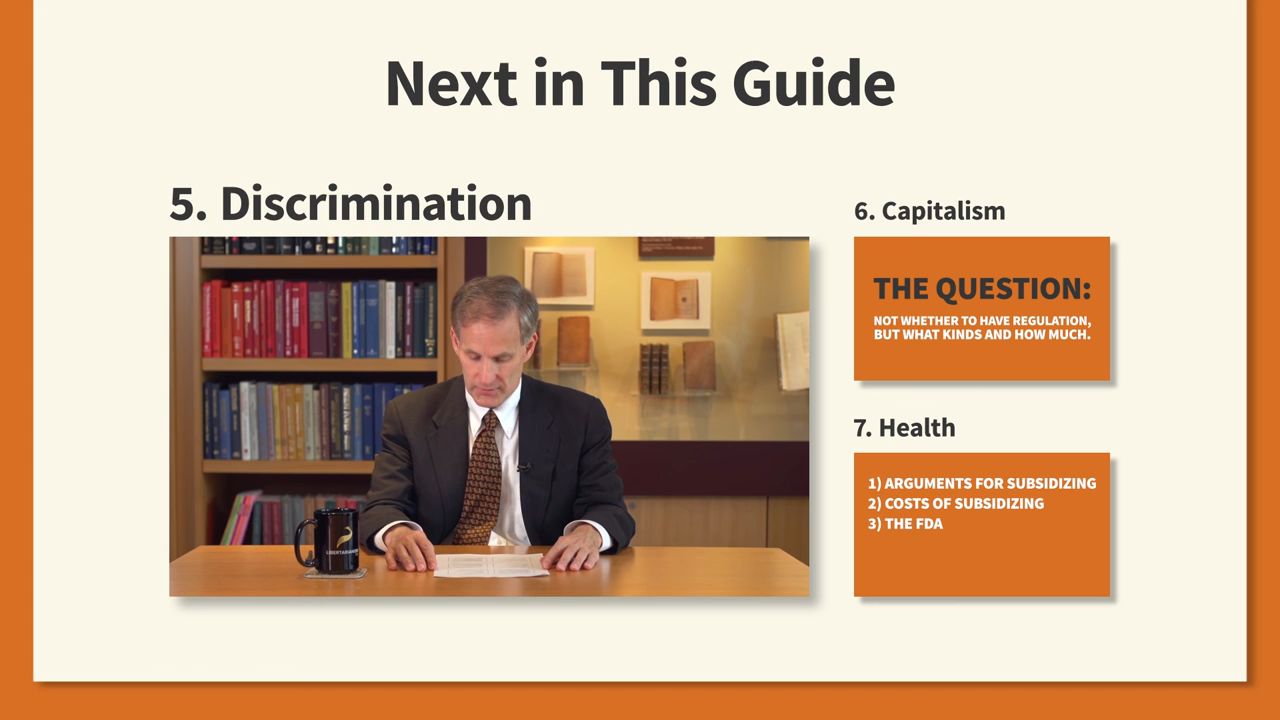 Next in This Guide
5. Discrimination
6. Capitalism
THE QUESTION:
NOT WHETHER TO HAVE REGULATION,
BUT WHAT KINDS AND HOW MUCH.
7. Health
1) ARGUMENTS FOR SUBSIDIZING
2) COSTS OF SUBSIDIZING
3) THE FDA